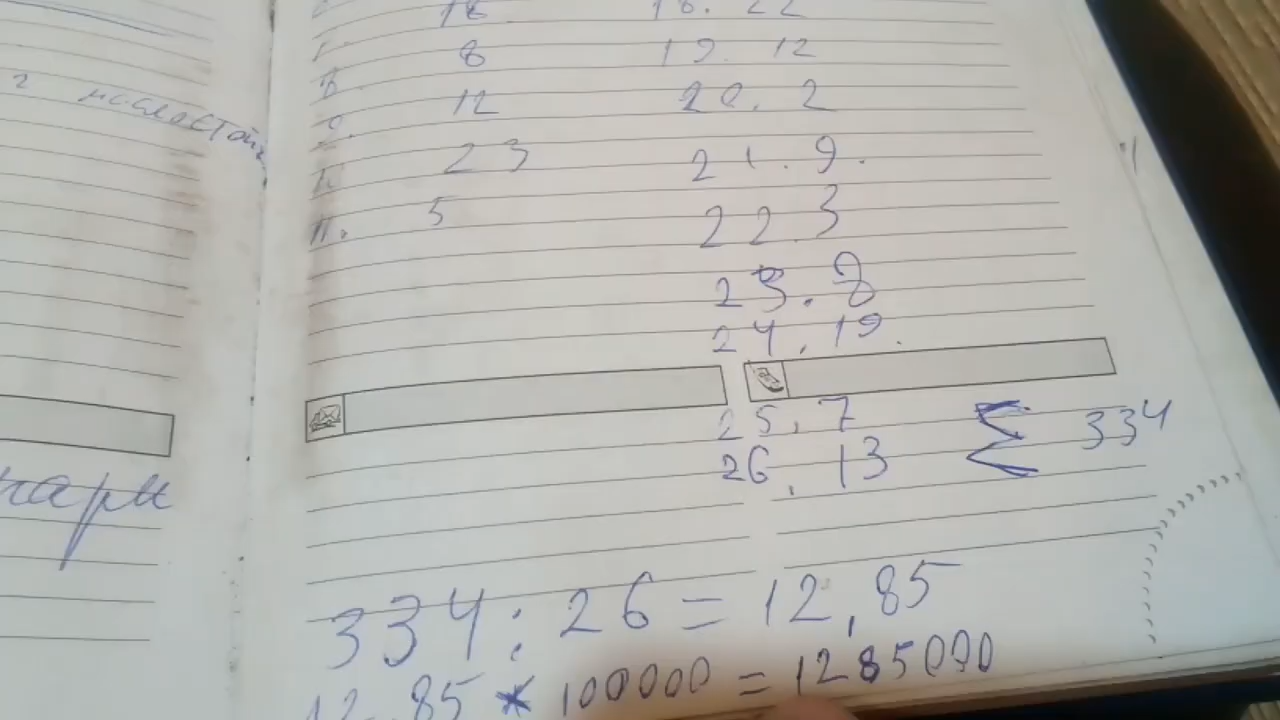 16 18. 22
8 19. 12
12 20. 2
23 21. 9.
11. 5 22. 3
23. 8
24. 19.
25. 7
26. 13 Σ 334
334 : 26 = 12,85
12,85 * 100000 = 1285000